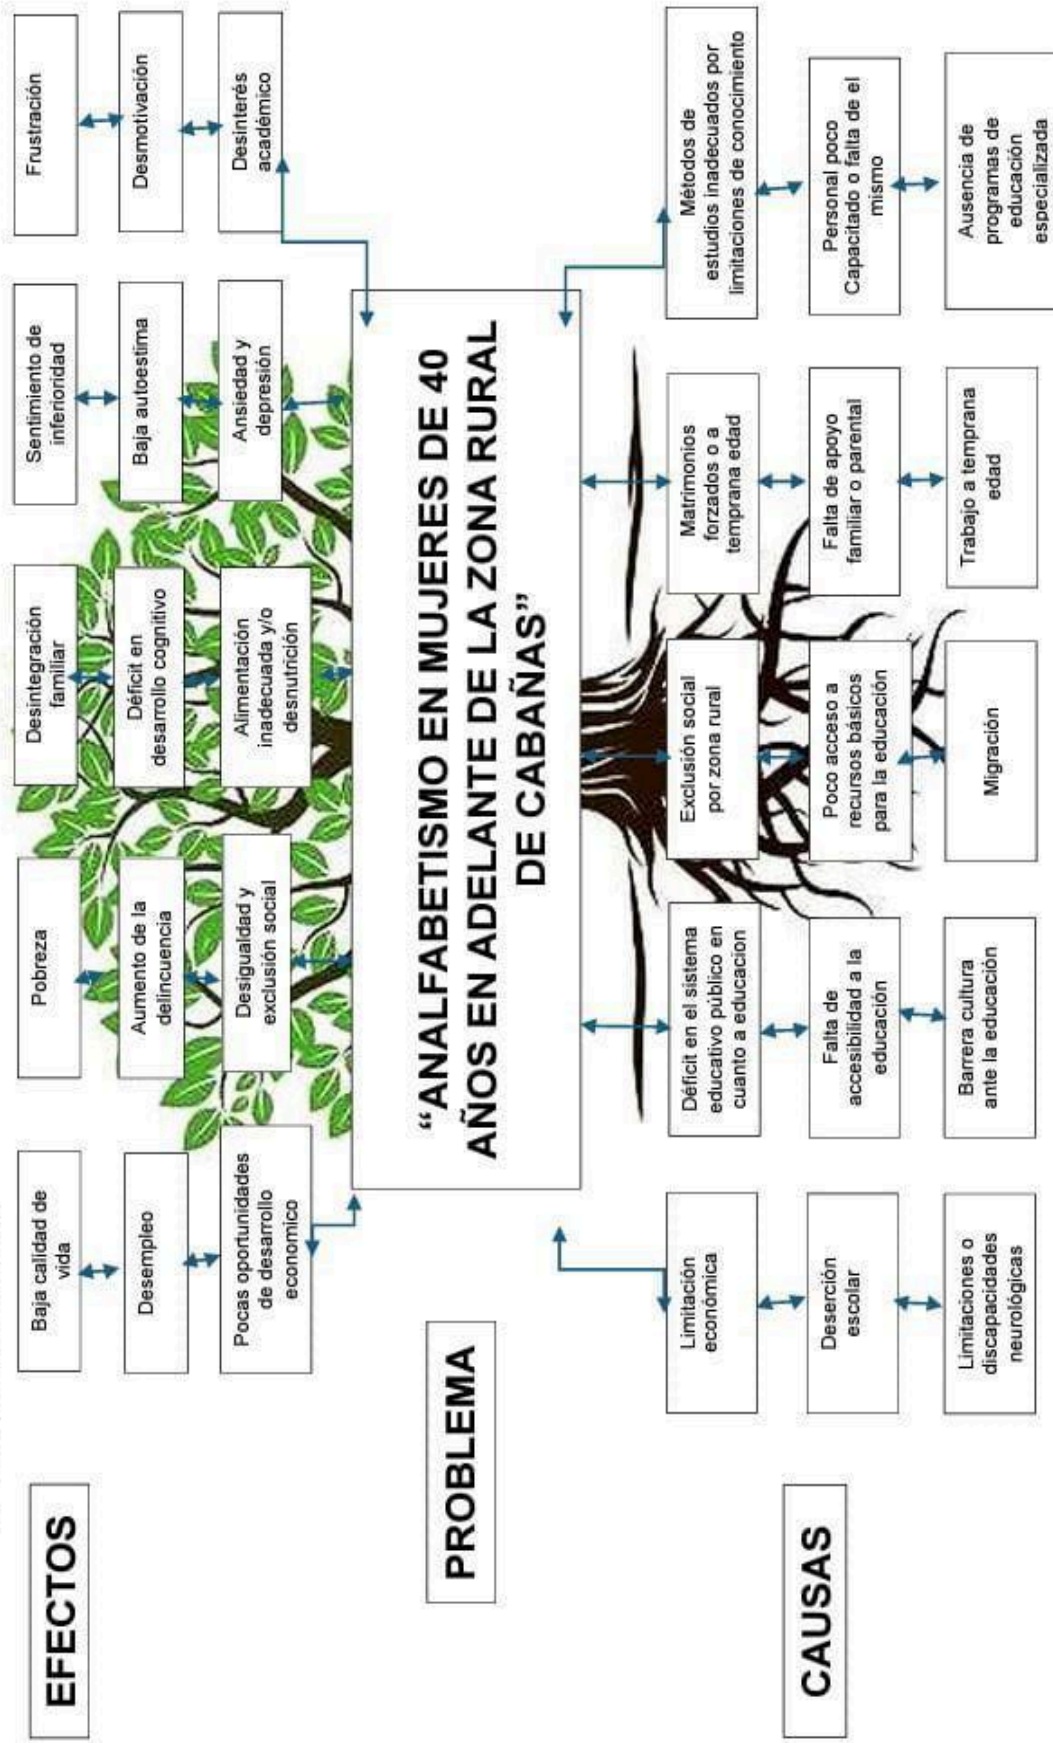 EFECTOS
Baja calidad de
vida
Desempleo
Pocas oportunidades
de desarrollo
economico
Pobreza
Aumento de la
delincuencia
Desigualdad y
exclusión social
Desintegración
familiar
Déficit en
desarrollo cognitivo
Alimentación
inadecuada y/o
desnutrición
Sentimiento de
inferioridad
Baja autoestima
Ansiedad y
depresión
Frustración
Desmotivación
Desinterés
académico
PROBLEMA
“ANALFABETISMO EN MUJERES DE 40
AÑOS EN ADELANTE DE LA ZONA RURAL
DE CABAÑAS”
CAUSAS
Limitación
económica
Deserción
escolar
Limitaciones o
discapacidades
neurológicas
Déficit en el sistema
educativo público en
cuanto a educacion
Falta de
accesibilidad a la
educación
Barrera cultura
ante la educación
Exclusión social
por zona rural
Poco acceso a
recursos básicos
para la educación
Migración
Matrimonios
forzados o a
temprana edad
Falta de apoyo
familiar o parental
Trabajo a temprana
edad
Métodos de
estudios inadecuados por
limitaciones de conocimiento
Personal poco
Capacitado o falta de el
mismo
Ausencia de
programas de
educación
especializada